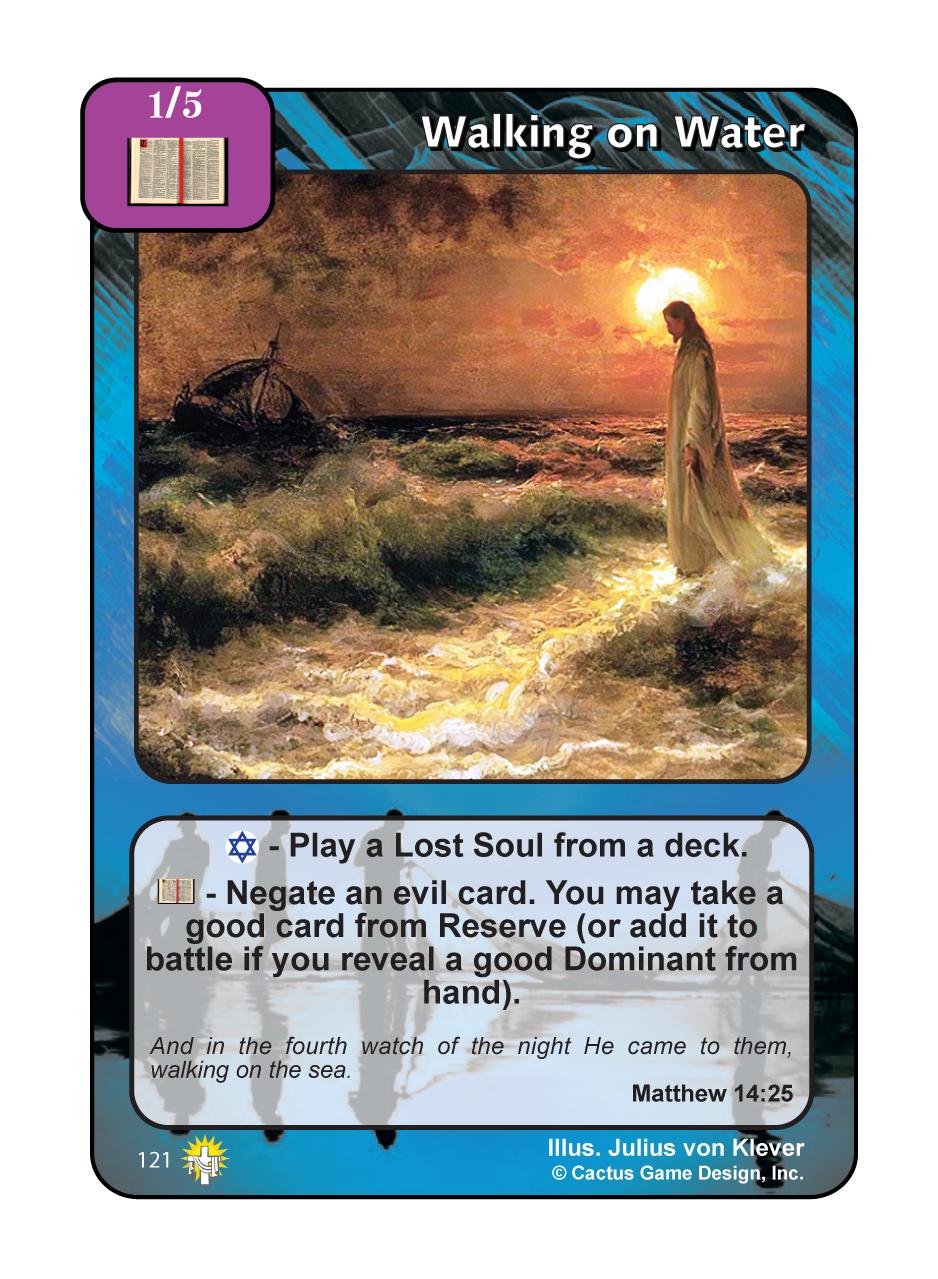 1/5
Walking on Water
- Play a Lost Soul from a deck.
- Negate an evil card. You may take a
good card from Reserve (or add it to
battle if you reveal a good Dominant from
hand).
And in the fourth watch of the night He came to them,
walking on the sea.
Matthew 14:25
121
Illus. Julius von Klever
© Cactus Game Design, Inc.